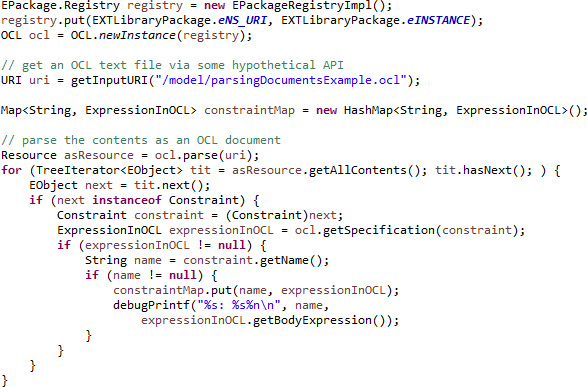 EPackage.Registry registry = new EPackageRegistryImpl();
registry.put(EXTLibraryPackage.eNS_URI, EXTLibraryPackage.eINSTANCE);
OCL ocl = OCL.newInstance(registry);

// get an OCL text file via some hypothetical API
URI uri = getInputURI("/model/parsingDocumentsExample.ocl");

Map<String, ExpressionInOCL> constraintMap = new HashMap<String, ExpressionInOCL>();

// parse the contents as an OCL document
Resource asResource = ocl.parse(uri);
for (TreeIterator<EObject> tit = asResource.getAllContents(); tit.hasNext(); ) {
    EObject next = tit.next();
    if (next instanceof Constraint) {
        Constraint constraint = (Constraint)next;
        ExpressionInOCL expressionInOCL = ocl.getSpecification(constraint);
        if (expressionInOCL != null) {
            String name = constraint.getName();
            if (name != null) {
                constraintMap.put(name, expressionInOCL);
                debugPrintf("%s: %s%n\n", name,
                    expressionInOCL.getBodyExpression());
            }
        }
    }
}